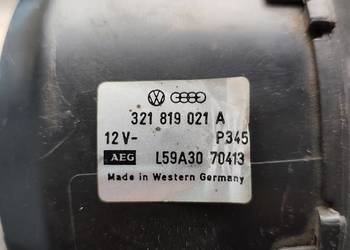 321 819 021 A
12 V- P345
AEG L59A30 70413
Made in Western Germany